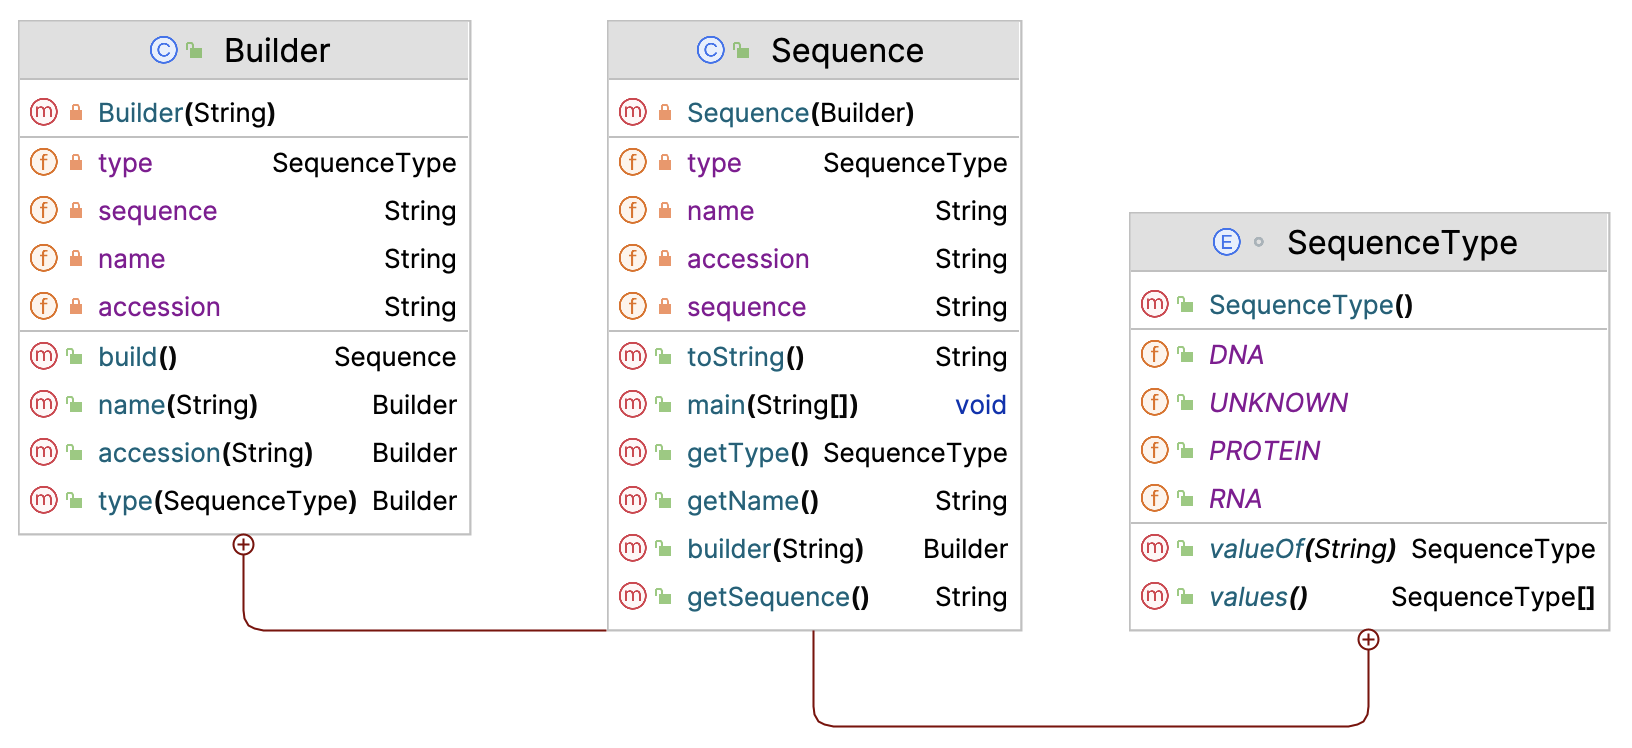 C Builder
m Builder(String)
f type SequenceType
f sequence String
f name String
f accession String
m build() Sequence
m name(String) Builder
m accession(String) Builder
m type(SequenceType) Builder
C Sequence
m Sequence(Builder)
f type SequenceType
f name String
f accession String
f sequence String
m toString() String
m main(String[]) void
m getType() SequenceType
m getName() String
m builder(String) Builder
m getSequence() String
E SequenceType
m SequenceType()
f DNA
f UNKNOWN
f PROTEIN
f RNA
m valueOf(String) SequenceType
m values() SequenceType[]